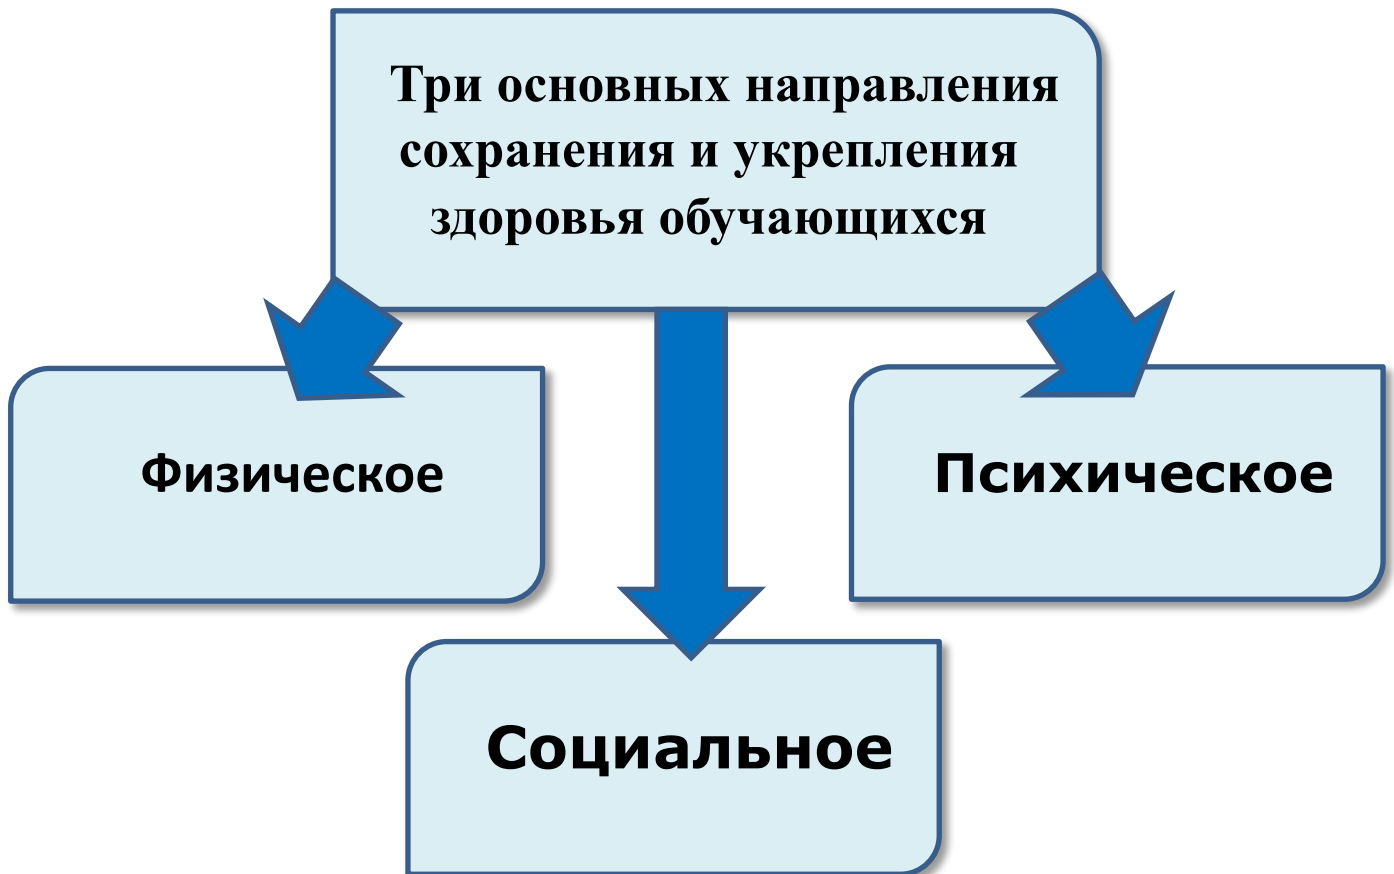 Три основных направления
сохранения и укрепления
здоровья обучающихся
Физическое
Психическое
Социальное